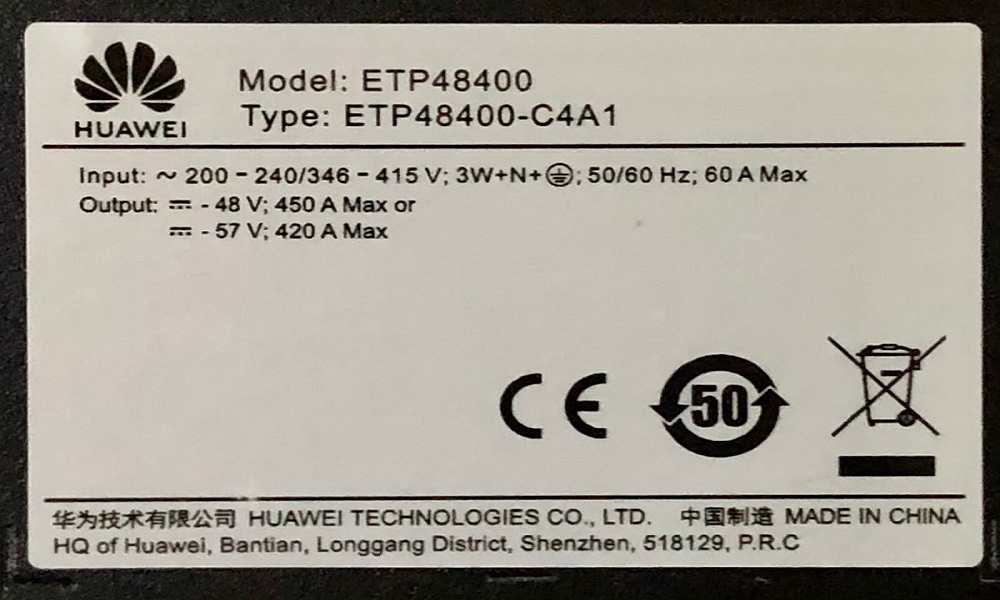 HUAWEI
Model: ETP48400
Type: ETP48400-C4A1
Input: ~ 200 - 240/346 - 415 V; 3W+N+⏚; 50/60 Hz; 60 A Max
Output: ⎓ - 48 V; 450 A Max or
⎓ - 57 V; 420 A Max
CE
50
华为技术有限公司 HUAWEI TECHNOLOGIES CO., LTD. 中国制造 MADE IN CHINA
HQ of Huawei, Bantian, Longgang District, Shenzhen, 518129, P.R.C